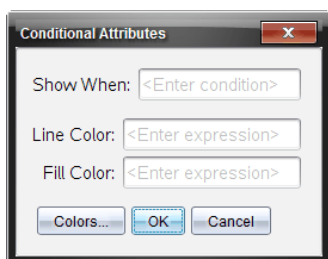 Conditional Attributes
Show When: <Enter condition>
Line Color: <Enter expression>
Fill Color: <Enter expression>
Colors... OK Cancel